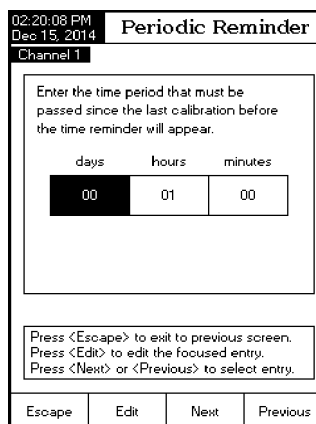 02:20:08 PM
Dec 15, 2014
Periodic Reminder
Channel 1
Enter the time period that must be
passed since the last calibration before
the time reminder will appear.
days hours minutes
00 01 00
Press <Escape> to exit to previous screen.
Press <Edit> to edit the focused entry.
Press <Next> or <Previous> to select entry.
Escape Edit Next Previous